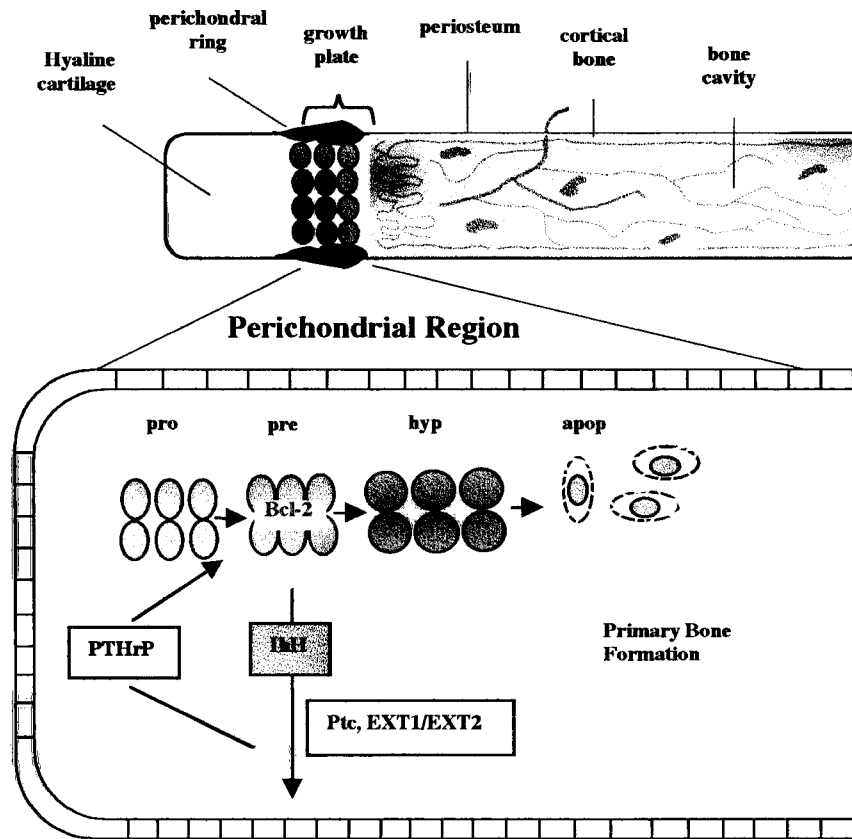 perichondral
ring
growth
plate
periosteum
cortical
bone
bone
cavity
Hyaline
cartilage
Perichondrial Region
pro
pre
hyp
apop
Bcl-2
PTHrP
IhH
Primary Bone
Formation
Ptc, EXT1/EXT2